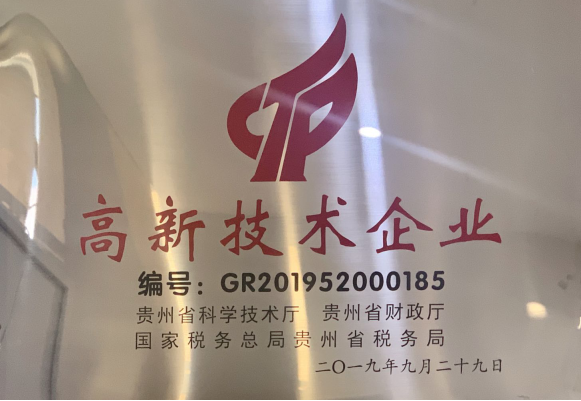 高新技术企业
编号：GR201952000185
贵州省科学技术厅 贵州省财政厅
国家税务总局贵州省税务局
二〇一九年九月二十九日